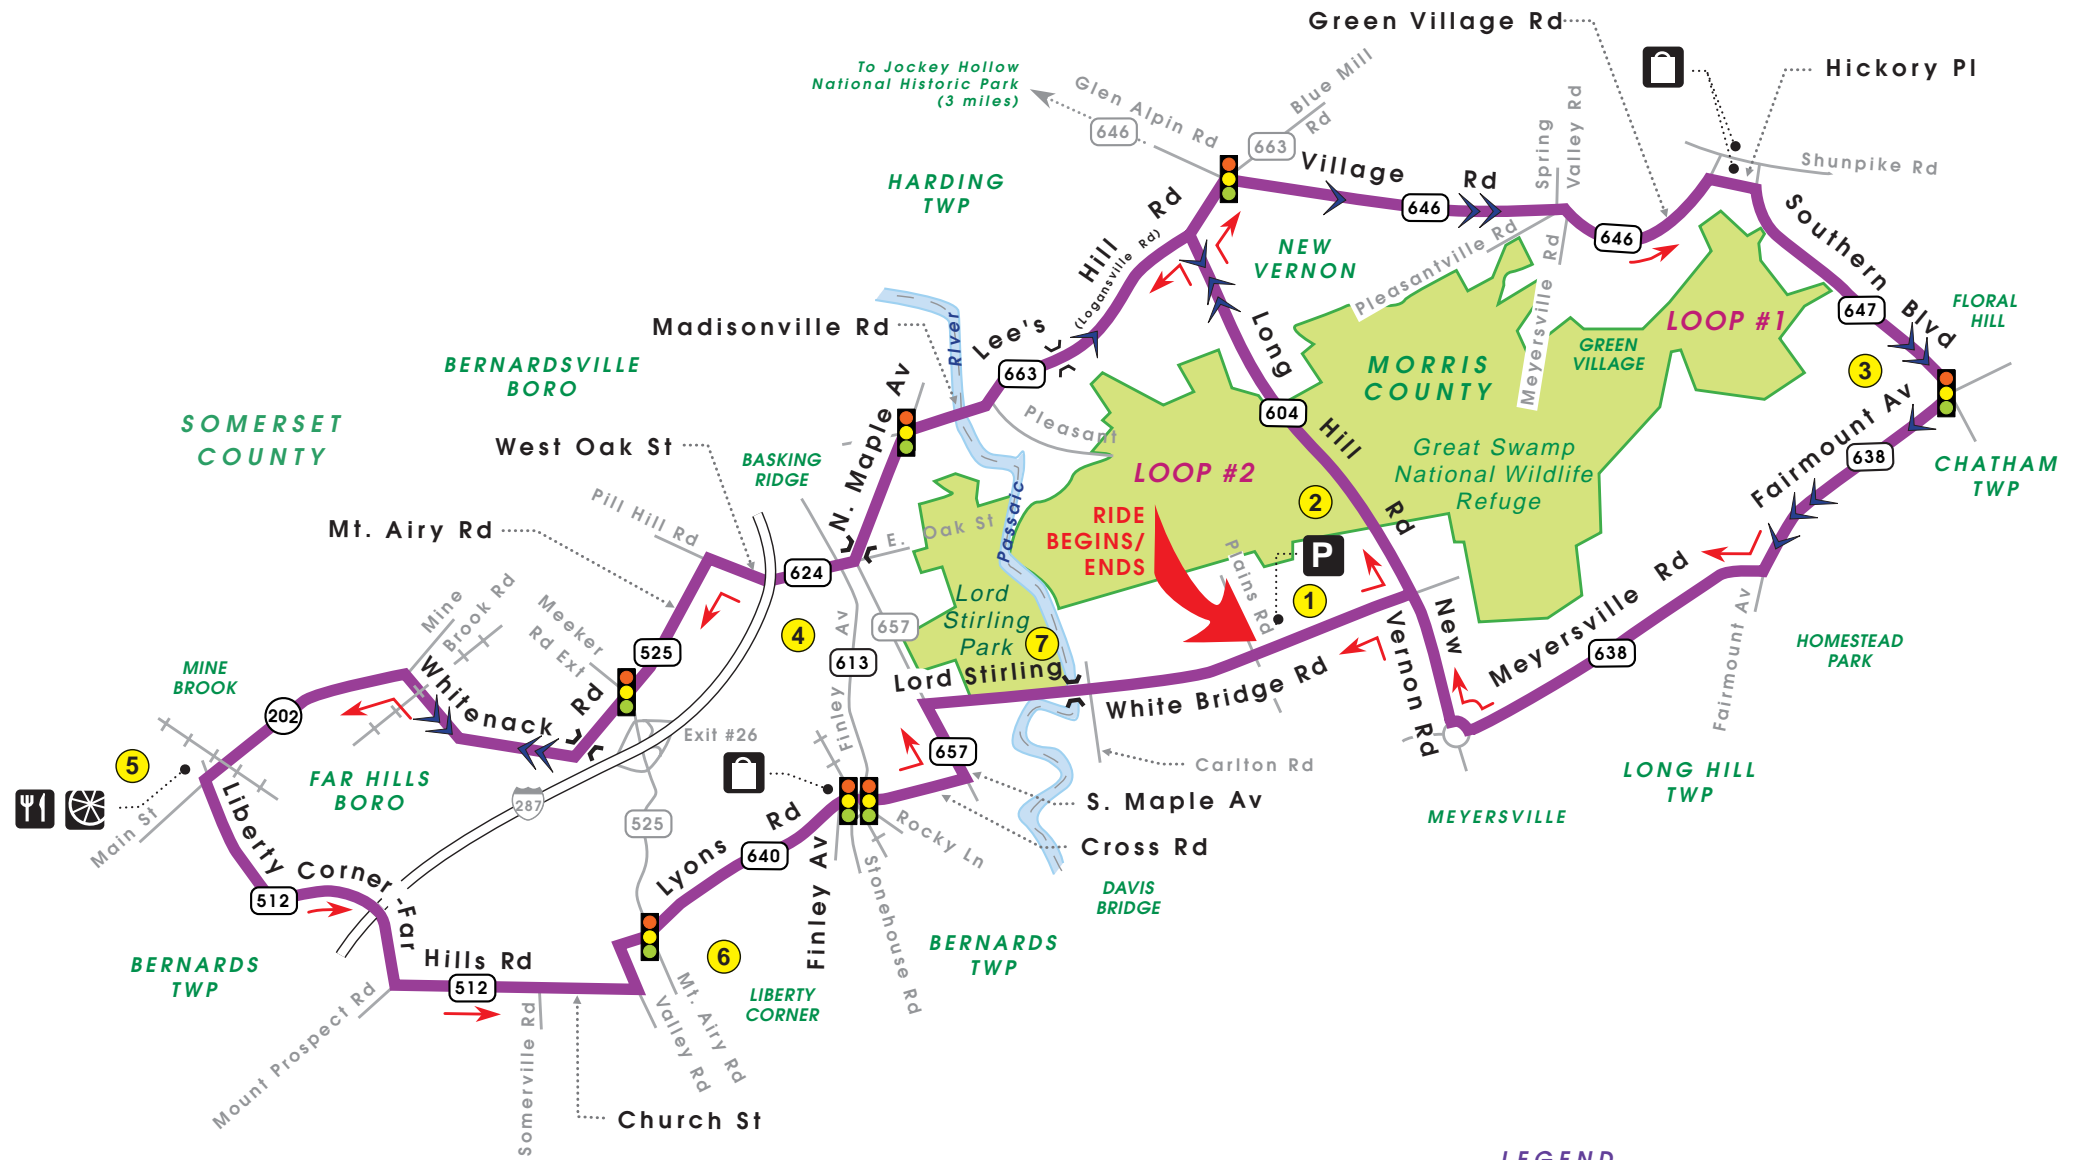 Green Village Rd
Hickory Pl
To Jockey Hollow
National Historic Park
(3 miles)
Glen Alpin Rd
646
Blue Mill
Rd
663
Village Rd
646
Spring
Valley Rd
Shunpike Rd
HARDING
TWP
NEW
VERNON
Pleasantville Rd
Meyersville Rd
646
Southern Blvd
647
FLORAL
HILL
LOOP #1
GREEN
VILLAGE
Madisonville Rd
River
Lee's Hill Rd
(Logansville Rd)
663
Long Hill Rd
604
MORRIS
COUNTY
3
Fairmount Av
638
CHATHAM
TWP
BERNARDSVILLE
BORO
SOMERSET
COUNTY
West Oak St
BASKING
RIDGE
N. Maple Av
Pleasant
LOOP #2
Great Swamp
National Wildlife
Refuge
2
RIDE
BEGINS/
ENDS
P
Plains Rd
1
Pill Hill Rd
Mt. Airy Rd
624
E. Oak St
Passaic
Lord
Stirling
Park
7
657
4
613
Finley Av
Mine
Brook Rd
Meeker
Rd Ext
525
MINE
BROOK
Whitenack Rd
202
Exit #26
Lord Stirling
White Bridge Rd
New
Vernon Rd
Meyersville Rd
638
Fairmount Av
HOMESTEAD
PARK
LONG HILL
TWP
MEYERSVILLE
Carlton Rd
657
S. Maple Av
Cross Rd
Rocky Ln
DAVIS
BRIDGE
5
Main St
FAR HILLS
BORO
287
525
Liberty Corner-Far
Hills Rd
512
512
Lyons Rd
640
Finley Av
Stonehouse Rd
BERNARDS
TWP
6
LIBERTY
CORNER
BERNARDS
TWP
Mount Prospect Rd
Somerville Rd
Valley Rd
Mt. Airy Rd
Church St
LEGEND